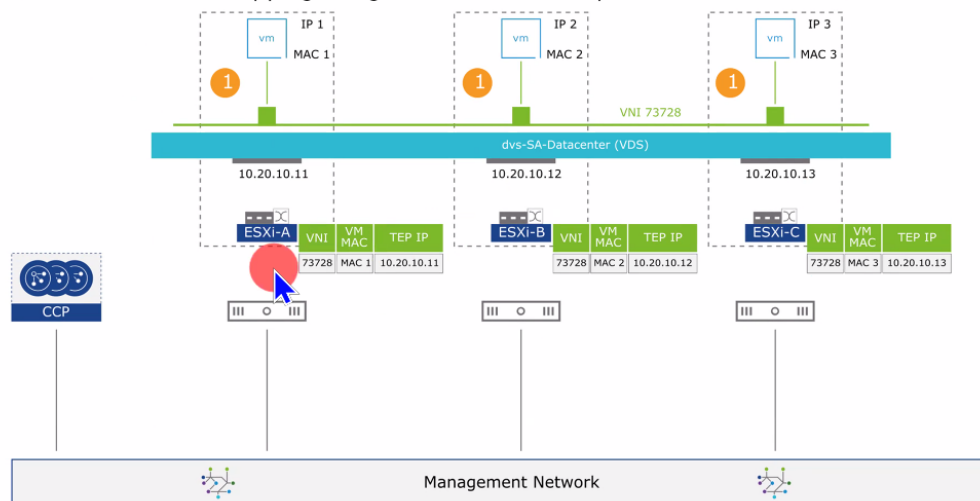 IP 1
vm
MAC 1
1
IP 2
vm
MAC 2
1
IP 3
vm
MAC 3
1
VNI 73728
dvs-SA-Datacenter (VDS)
10.20.10.11
10.20.10.12
10.20.10.13
ESXi-A
VNI VM MAC TEP IP
73728 MAC 1 10.20.10.11
ESXi-B
VNI VM MAC TEP IP
73728 MAC 2 10.20.10.12
ESXi-C
VNI VM MAC TEP IP
73728 MAC 3 10.20.10.13
CCP
Management Network